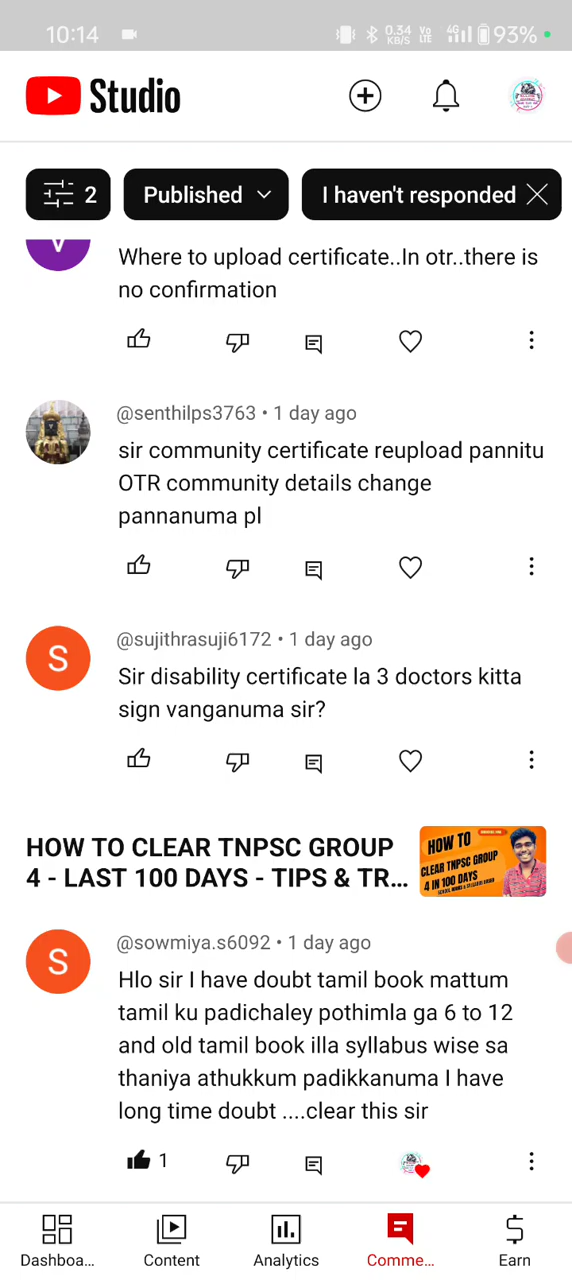 10:14
0.34 KB/S
Vo LTE
4G
93%
Studio
2
Published
I haven't responded
V
Where to upload certificate..In otr..there is
no confirmation
@senthilps3763 • 1 day ago
sir community certificate reupload pannitu
OTR community details change
pannanuma pl
S
@sujithrasuji6172 • 1 day ago
Sir disability certificate la 3 doctors kitta
sign vanganuma sir?
HOW TO CLEAR TNPSC GROUP
4 - LAST 100 DAYS - TIPS & TR...
HOW TO
CLEAR TNPSC GROUP
4 IN 100 DAYS
S
@sowmiya.s6092 • 1 day ago
Hlo sir I have doubt tamil book mattum
tamil ku padichaley pothimla ga 6 to 12
and old tamil book illa syllabus wise sa
thaniya athukkum padikkanuma I have
long time doubt ....clear this sir
1
Dashboa...
Content
Analytics
Comme...
Earn